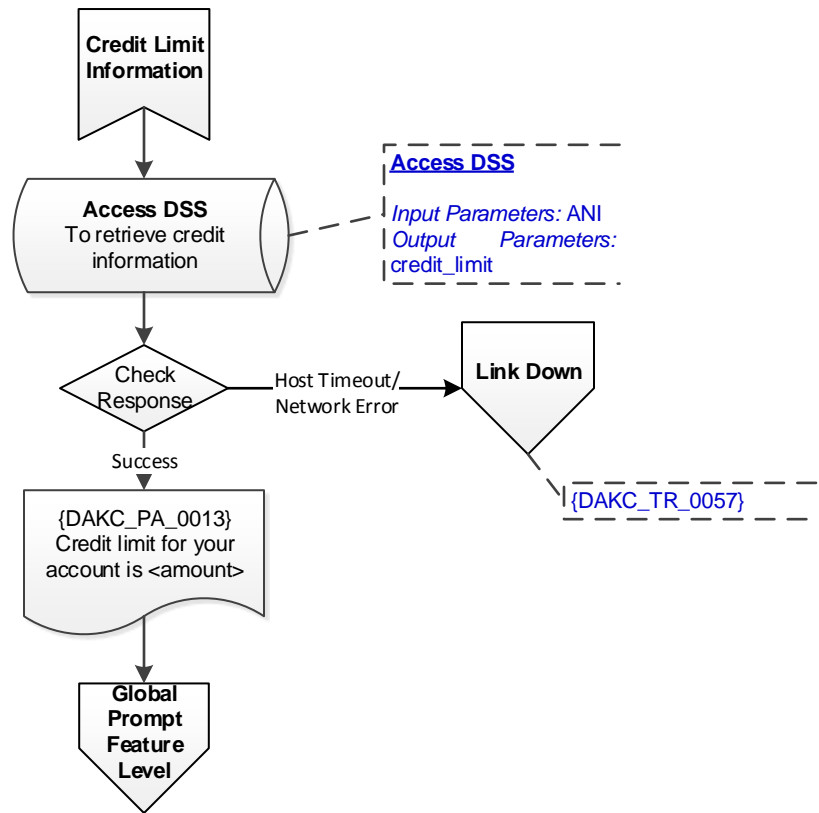 Credit Limit
Information
Access DSS
To retrieve credit
information
Access DSS
Input Parameters: ANI
Output Parameters:
credit_limit
Check
Response
Host Timeout/
Network Error
Link Down
Success
{DAKC_TR_0057}
{DAKC_PA_0013}
Credit limit for your
account is <amount>
Global
Prompt
Feature
Level